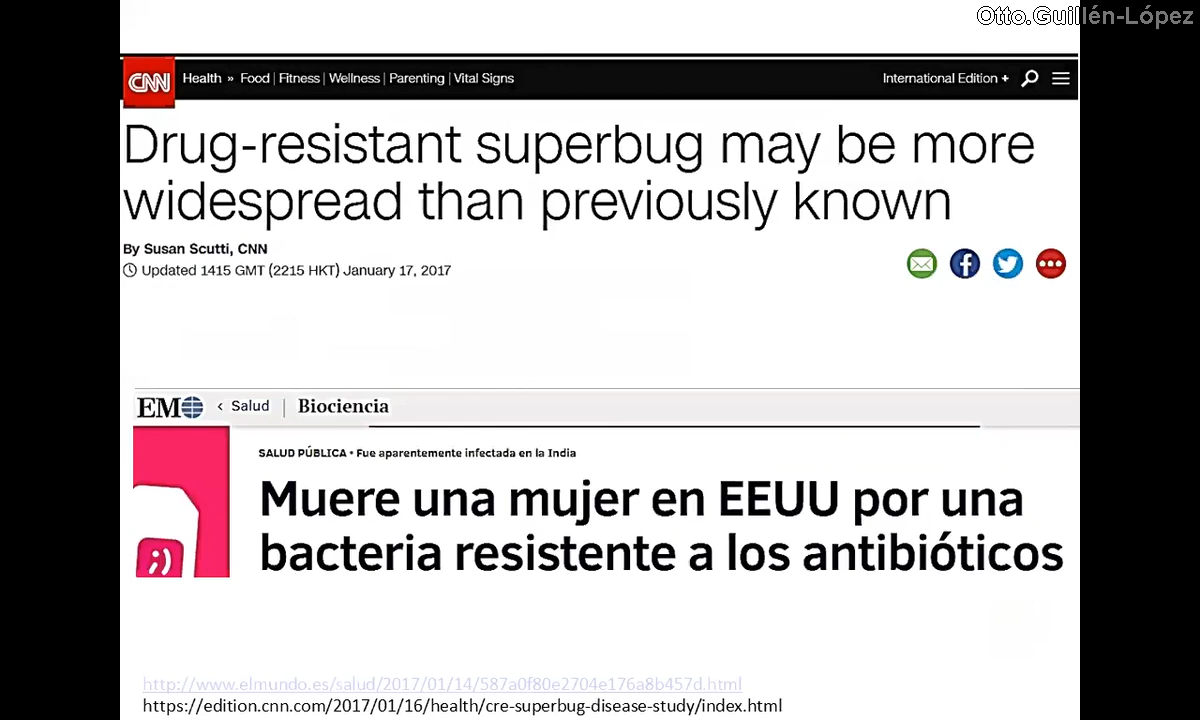 Otto.Guillén-López
CNN Health » Food | Fitness | Wellness | Parenting | Vital Signs International Edition +
Drug-resistant superbug may be more
widespread than previously known
By Susan Scutti, CNN
Updated 1415 GMT (2215 HKT) January 17, 2017
EM ‹ Salud | Biociencia
SALUD PÚBLICA • Fue aparentemente infectada en la India
Muere una mujer en EEUU por una
bacteria resistente a los antibióticos
;)
http://www.elmundo.es/salud/2017/01/14/587a0f80e2704e176a8b457d.html
https://edition.cnn.com/2017/01/16/health/cre-superbug-disease-study/index.html